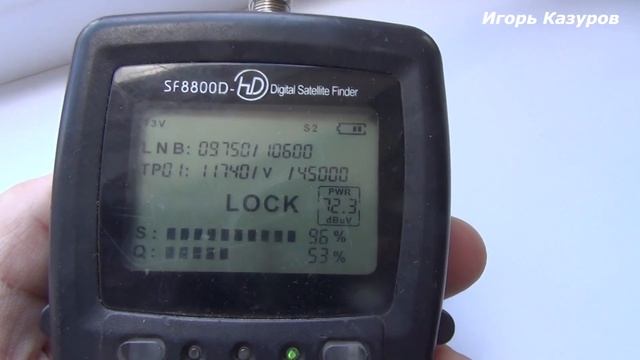 Игорь Казуров
SF8800D-HD Digital Satellite Finder
13V S2
LNB: 09750/10600
TP01: 11740/V /45000
LOCK PWR
72.3
dBuV
S: 96 %
Q: 53 %